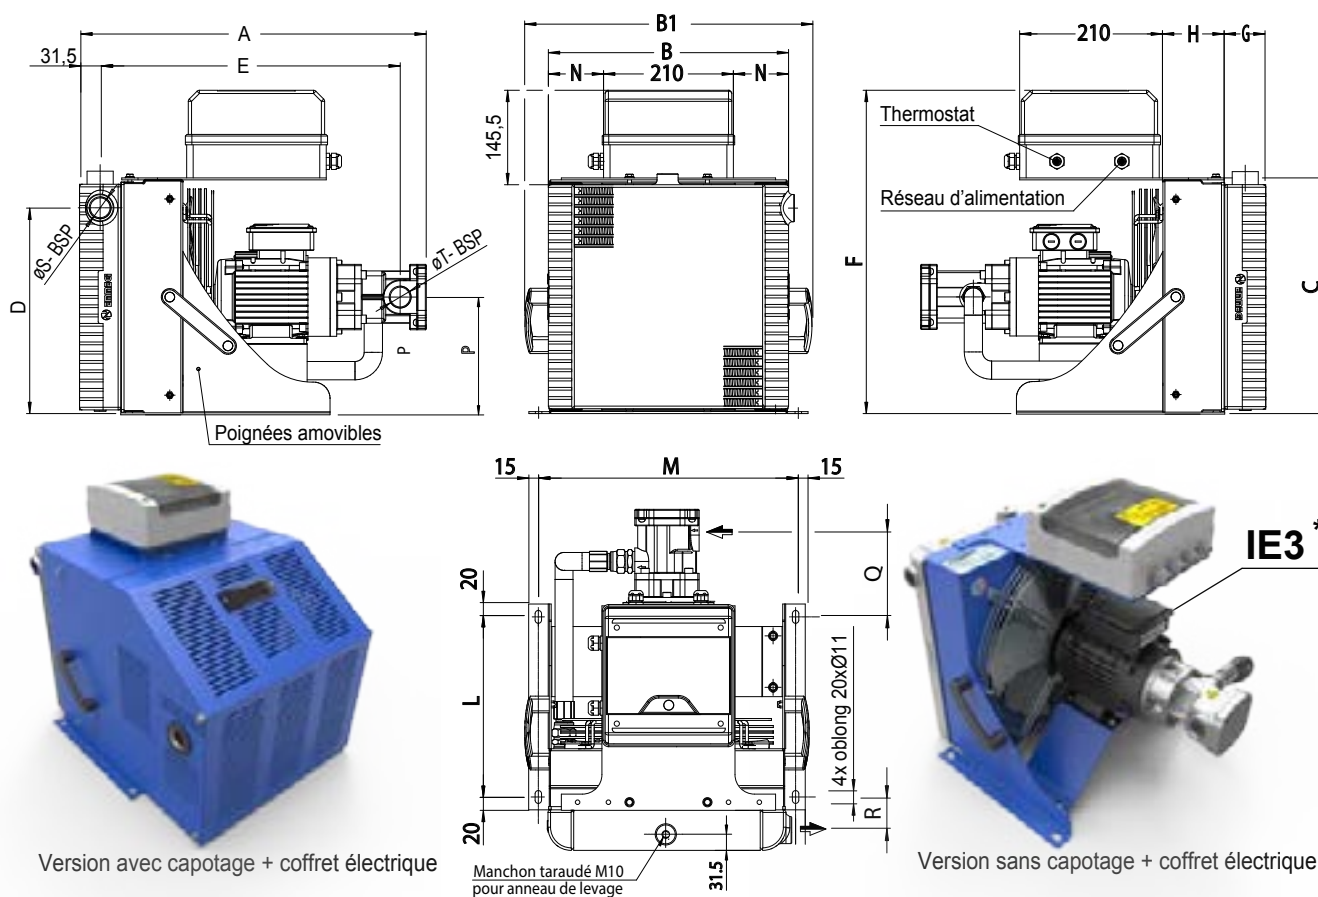 A
31,5
E
øS- BSP
øT- BSP
D
P
P
Poignées amovibles
B1
B
N
210
N
145,5
210
H
G
Thermostat
Réseau d'alimentation
F
C
Version avec capotage + coffret électrique
15
M
15
20
L
20
Q
4x oblong 20xØ11
R
31.5
Manchon taraudé M10
pour anneau de levage
IE3 *
Version sans capotage + coffret électrique